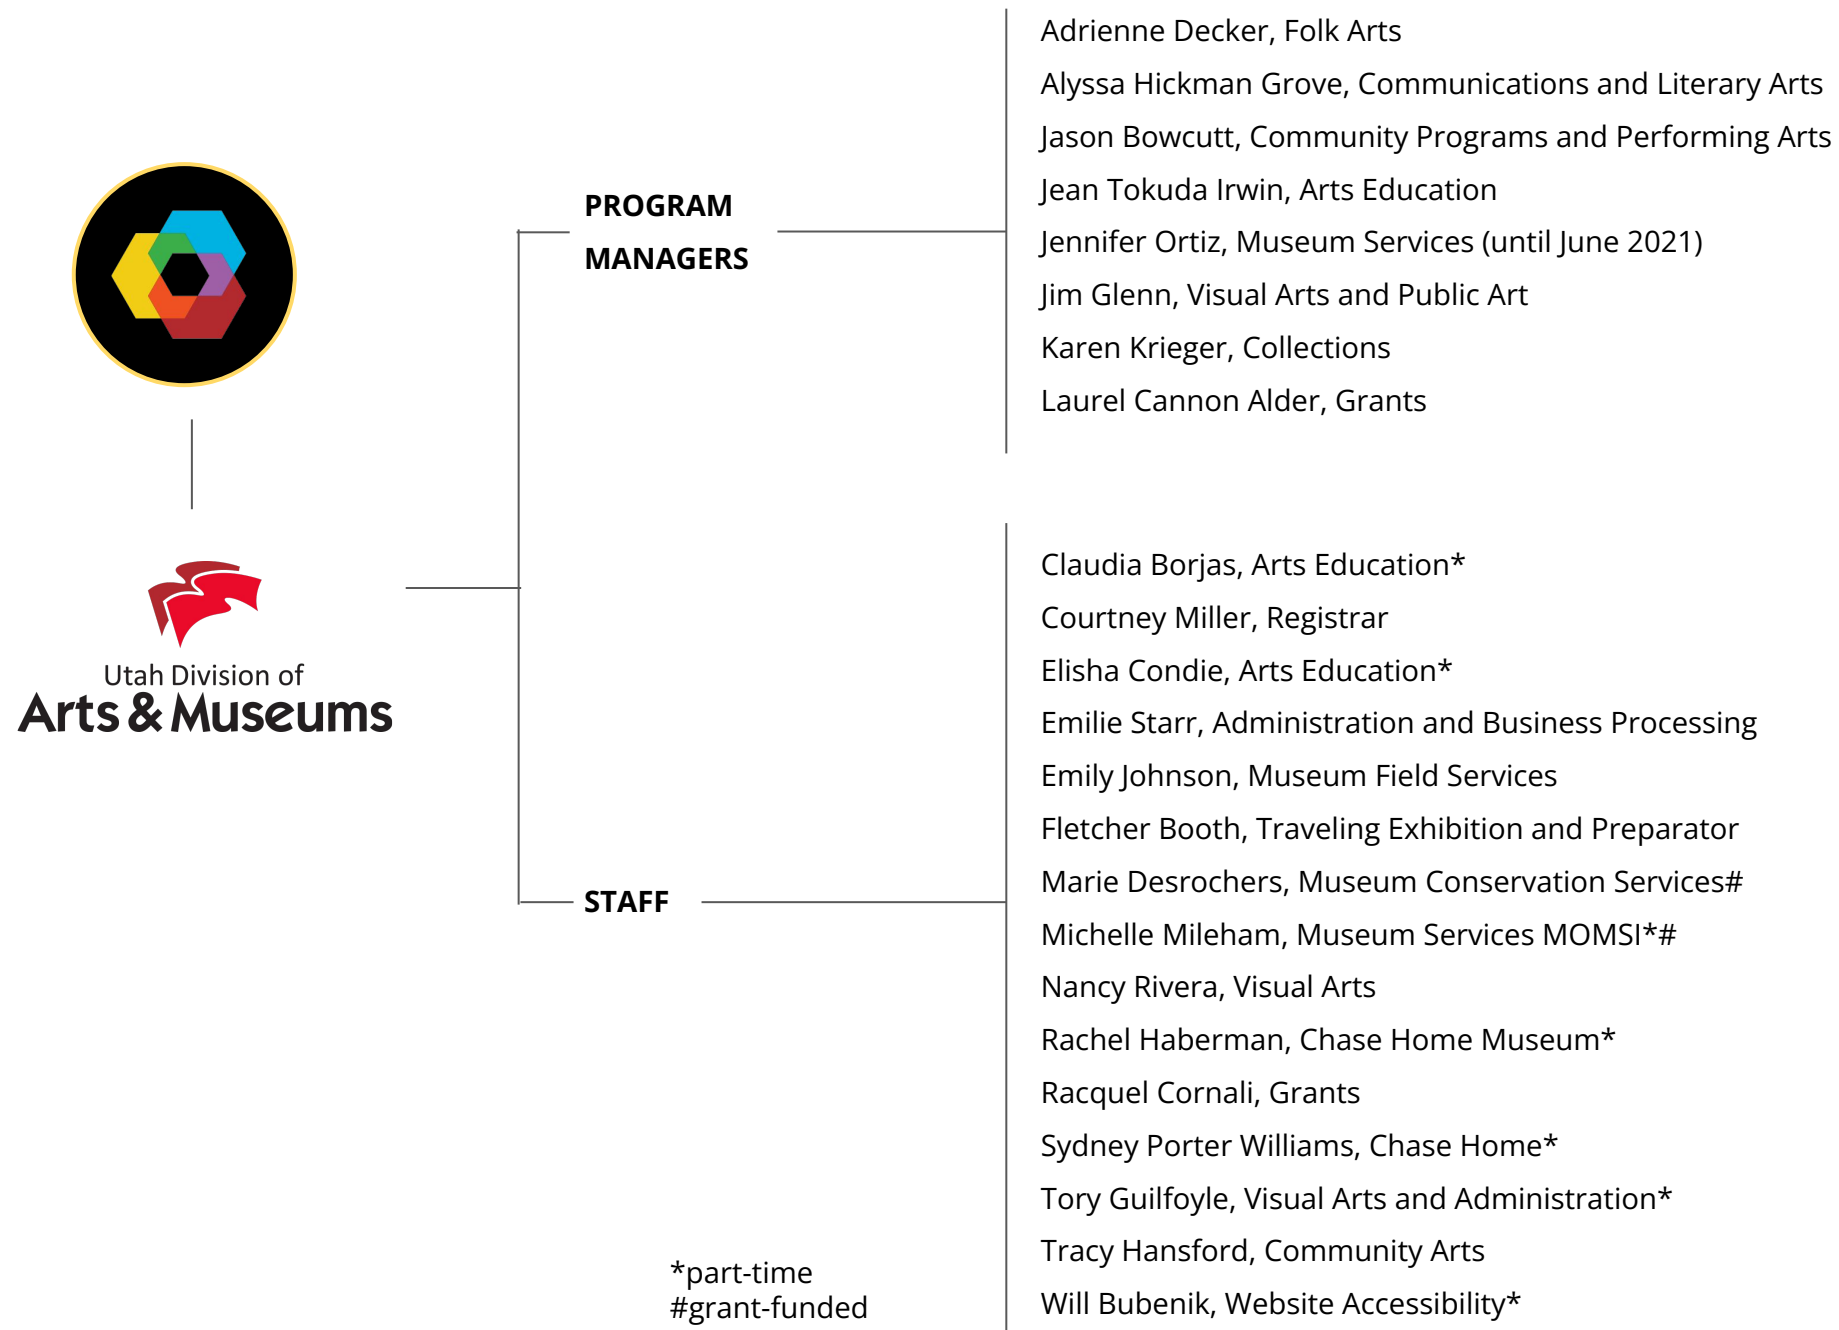 Utah Division of
Arts & Museums
PROGRAM
MANAGERS
Adrienne Decker, Folk Arts
Alyssa Hickman Grove, Communications and Literary Arts
Jason Bowcutt, Community Programs and Performing Arts
Jean Tokuda Irwin, Arts Education
Jennifer Ortiz, Museum Services (until June 2021)
Jim Glenn, Visual Arts and Public Art
Karen Krieger, Collections
Laurel Cannon Alder, Grants
STAFF
Claudia Borjas, Arts Education*
Courtney Miller, Registrar
Elisha Condie, Arts Education*
Emilie Starr, Administration and Business Processing
Emily Johnson, Museum Field Services
Fletcher Booth, Traveling Exhibition and Preparator
Marie Desrochers, Museum Conservation Services#
Michelle Mileham, Museum Services MOMSI*#
Nancy Rivera, Visual Arts
Rachel Haberman, Chase Home Museum*
Racquel Cornali, Grants
Sydney Porter Williams, Chase Home*
Tory Guilfoyle, Visual Arts and Administration*
Tracy Hansford, Community Arts
Will Bubenik, Website Accessibility*
*part-time
#grant-funded